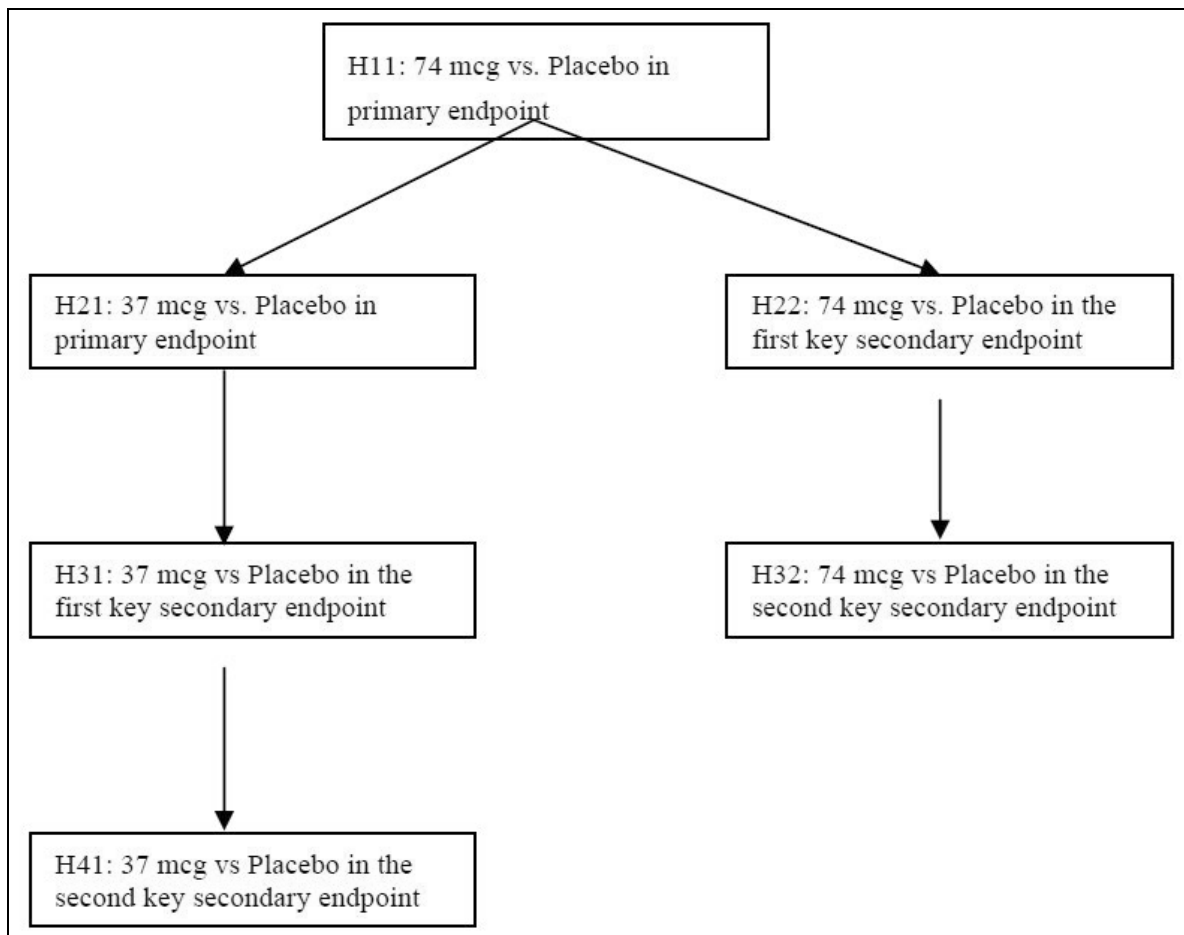 H11: 74 mcg vs. Placebo in
primary endpoint
H21: 37 mcg vs. Placebo in
primary endpoint
H22: 74 mcg vs. Placebo in the
first key secondary endpoint
H31: 37 mcg vs Placebo in the
first key secondary endpoint
H32: 74 mcg vs Placebo in the
second key secondary endpoint
H41: 37 mcg vs Placebo in the
second key secondary endpoint